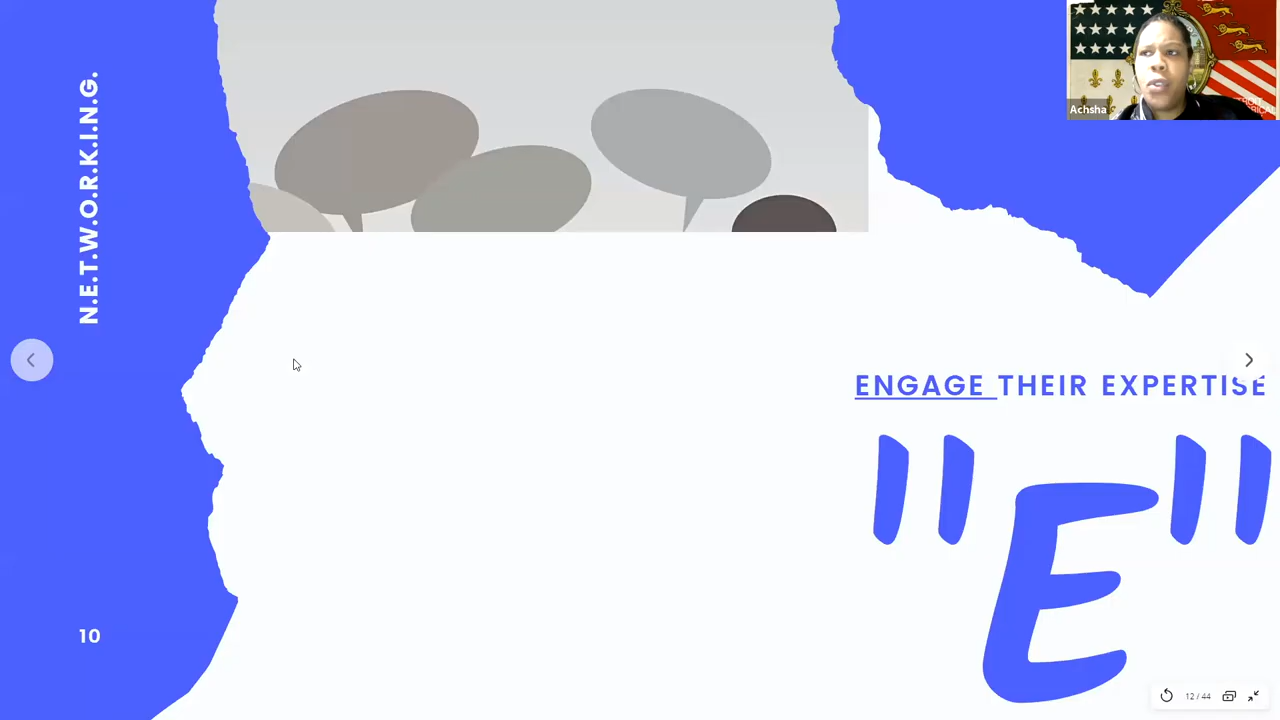 N.E.T.W.O.R.K.I.N.G.
Achsha
ENGAGE THEIR EXPERTISE
"E"
10
12 / 44